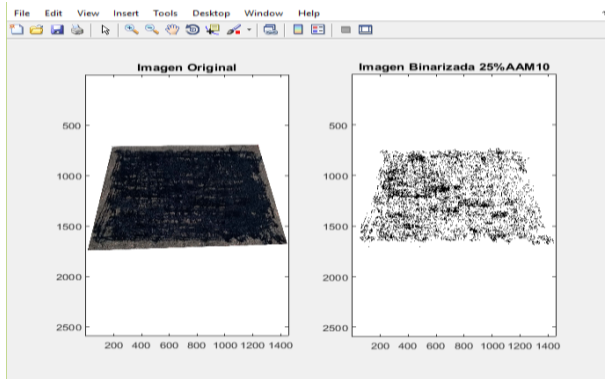 File Edit View Insert Tools Desktop Window Help
Imagen Original
500
1000
1500
2000
2500
200 400 600 800 1000 1200 1400
Imagen Binarizada 25%AAM10
500
1000
1500
2000
2500
200 400 600 800 1000 1200 1400